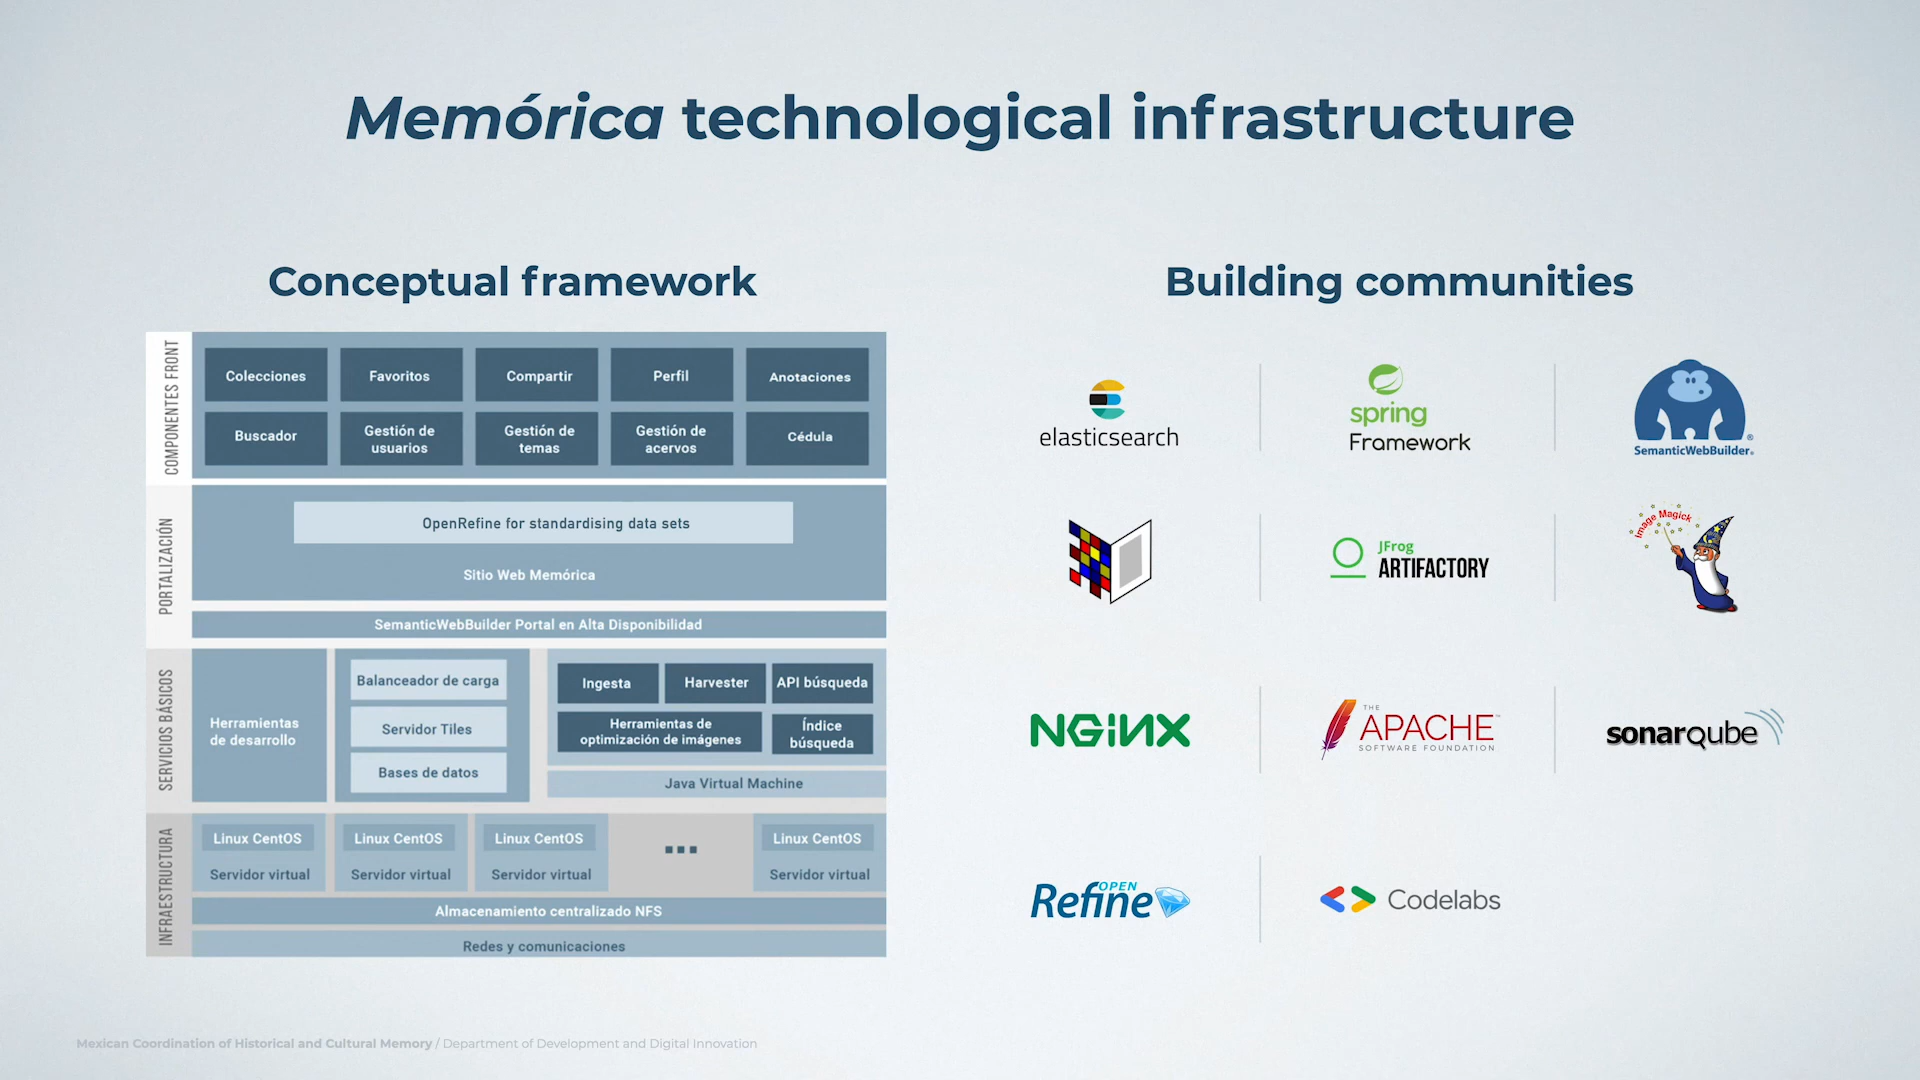 Memórica technological infrastructure
Conceptual framework
COMPONENTES FRONT
Colecciones
Favoritos
Compartir
Perfil
Anotaciones
Buscador
Gestión de
usuarios
Gestión de
temas
Gestión de
acervos
Cédula
PORTALIZACIÓN
OpenRefine for standardising data sets
Sitio Web Memórica
SemanticWebBuilder Portal en Alta Disponibilidad
SERVICIOS BÁSICOS
Herramientas
de desarrollo
Balanceador de carga
Servidor Tiles
Bases de datos
Ingesta
Harvester
API búsqueda
Herramientas de
optimización de imágenes
Índice
búsqueda
Java Virtual Machine
INFRAESTRUCTURA
Linux CentOS
Servidor virtual
Linux CentOS
Servidor virtual
Linux CentOS
Servidor virtual
...
Linux CentOS
Servidor virtual
Almacenamiento centralizado NFS
Redes y comunicaciones
Building communities
elasticsearch
spring
Framework
SemanticWebBuilder®
JFrog
ARTIFACTORY
Image Magick
NGINX
THE
APACHE™
SOFTWARE FOUNDATION
sonarqube
OPEN
Refine
Codelabs
Mexican Coordination of Historical and Cultural Memory / Department of Development and Digital Innovation